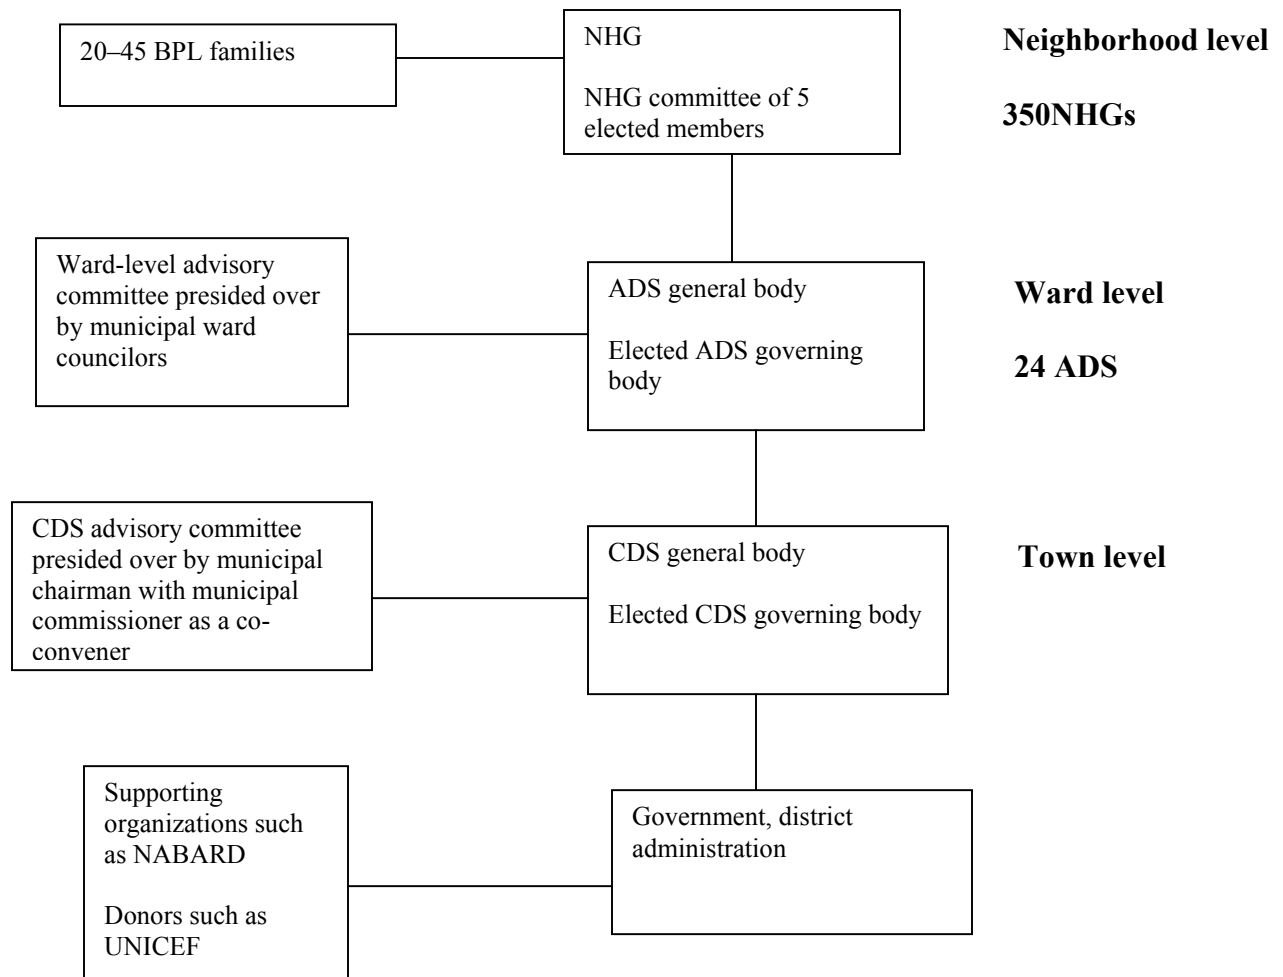 20–45 BPL families
NHG
NHG committee of 5
elected members
Neighborhood level
350NHGs
Ward-level advisory
committee presided over
by municipal ward
councilors
ADS general body
Elected ADS governing
body
Ward level
24 ADS
CDS advisory committee
presided over by municipal
chairman with municipal
commissioner as a co-
convener
CDS general body
Elected CDS governing body
Town level
Supporting
organizations such
as NABARD
Donors such as
UNICEF
Government, district
administration